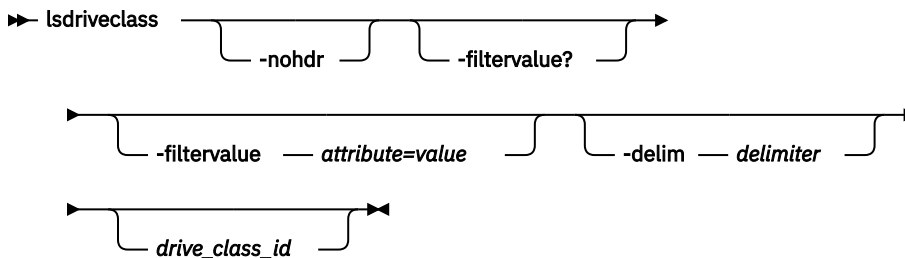 lsdriveclass
-nohdr -filtervalue?
-filtervalue attribute=value -delim delimiter
drive_class_id